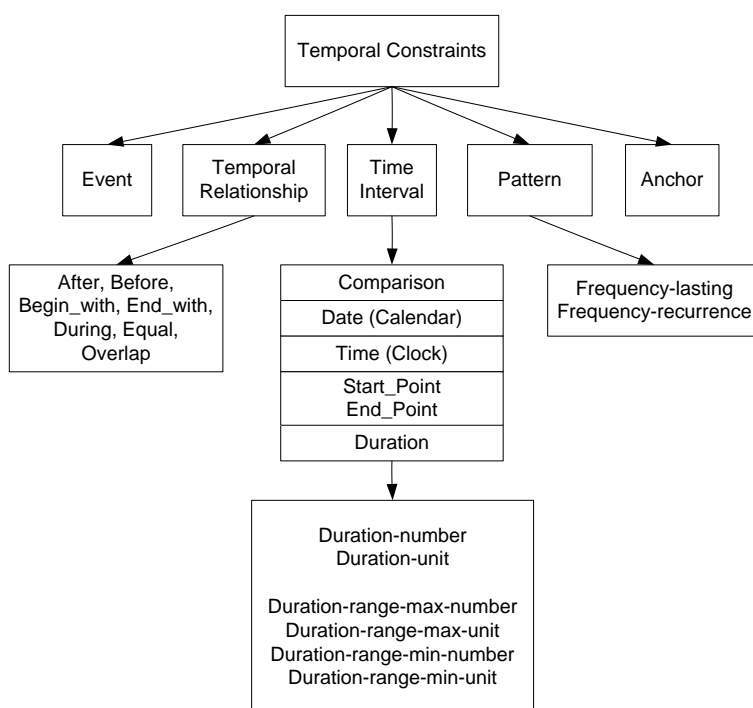 Temporal Constraints
Event
Temporal
Relationship
Time
Interval
Pattern
Anchor
After, Before,
Begin_with, End_with,
During, Equal,
Overlap
Comparison
Date (Calendar)
Time (Clock)
Start_Point
End_Point
Duration
Frequency-lasting
Frequency-recurrence
Duration-number
Duration-unit
Duration-range-max-number
Duration-range-max-unit
Duration-range-min-number
Duration-range-min-unit